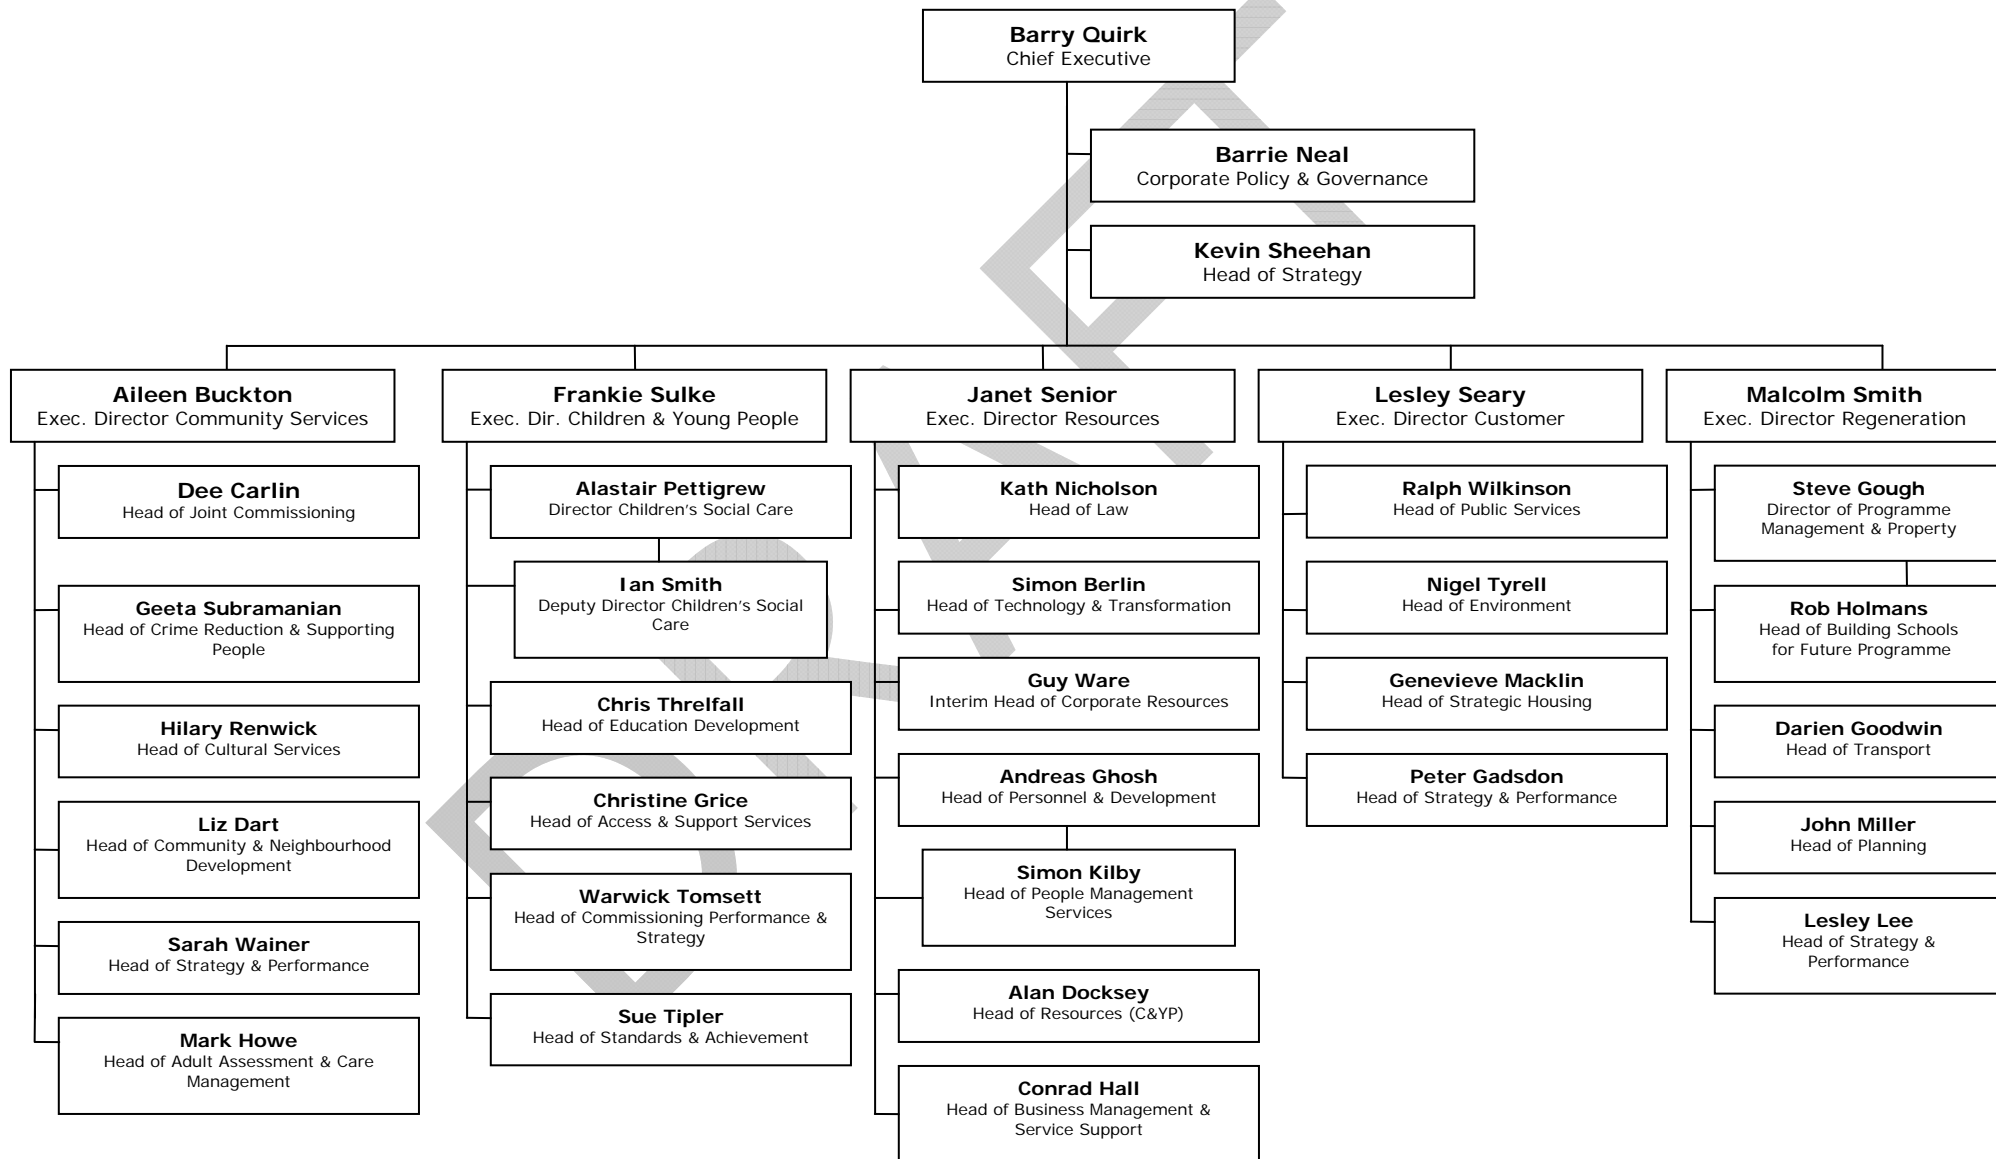 Barry Quirk
Chief Executive
Barrie Neal
Corporate Policy & Governance
Kevin Sheehan
Head of Strategy
Aileen Buckton
Exec. Director Community Services
Dee Carlin
Head of Joint Commissioning
Geeta Subramanian
Head of Crime Reduction & Supporting
People
Hilary Renwick
Head of Cultural Services
Liz Dart
Head of Community & Neighbourhood
Development
Sarah Wainer
Head of Strategy & Performance
Mark Howe
Head of Adult Assessment & Care
Management
Frankie Sulke
Exec. Dir. Children & Young People
Alastair Pettigrew
Director Children's Social Care
Ian Smith
Deputy Director Children's Social
Care
Chris Threlfall
Head of Education Development
Christine Grice
Head of Access & Support Services
Warwick Tomsett
Head of Commissioning Performance &
Strategy
Sue Tipler
Head of Standards & Achievement
Janet Senior
Exec. Director Resources
Kath Nicholson
Head of Law
Simon Berlin
Head of Technology & Transformation
Guy Ware
Interim Head of Corporate Resources
Andreas Ghosh
Head of Personnel & Development
Simon Kilby
Head of People Management
Services
Alan Docksey
Head of Resources (C&YP)
Conrad Hall
Head of Business Management &
Service Support
Lesley Seary
Exec. Director Customer
Ralph Wilkinson
Head of Public Services
Nigel Tyrell
Head of Environment
Genevieve Macklin
Head of Strategic Housing
Peter Gadsdon
Head of Strategy & Performance
Malcolm Smith
Exec. Director Regeneration
Steve Gough
Director of Programme
Management & Property
Rob Holmans
Head of Building Schools
for Future Programme
Darien Goodwin
Head of Transport
John Miller
Head of Planning
Lesley Lee
Head of Strategy &
Performance
DRAFT